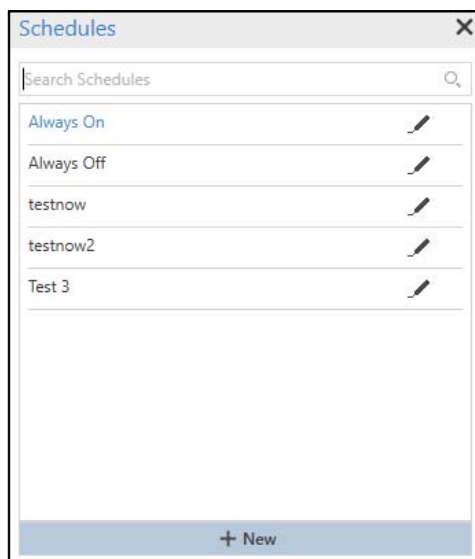 Schedules
Search Schedules
Always On
Always Off
testnow
testnow2
Test 3
+ New